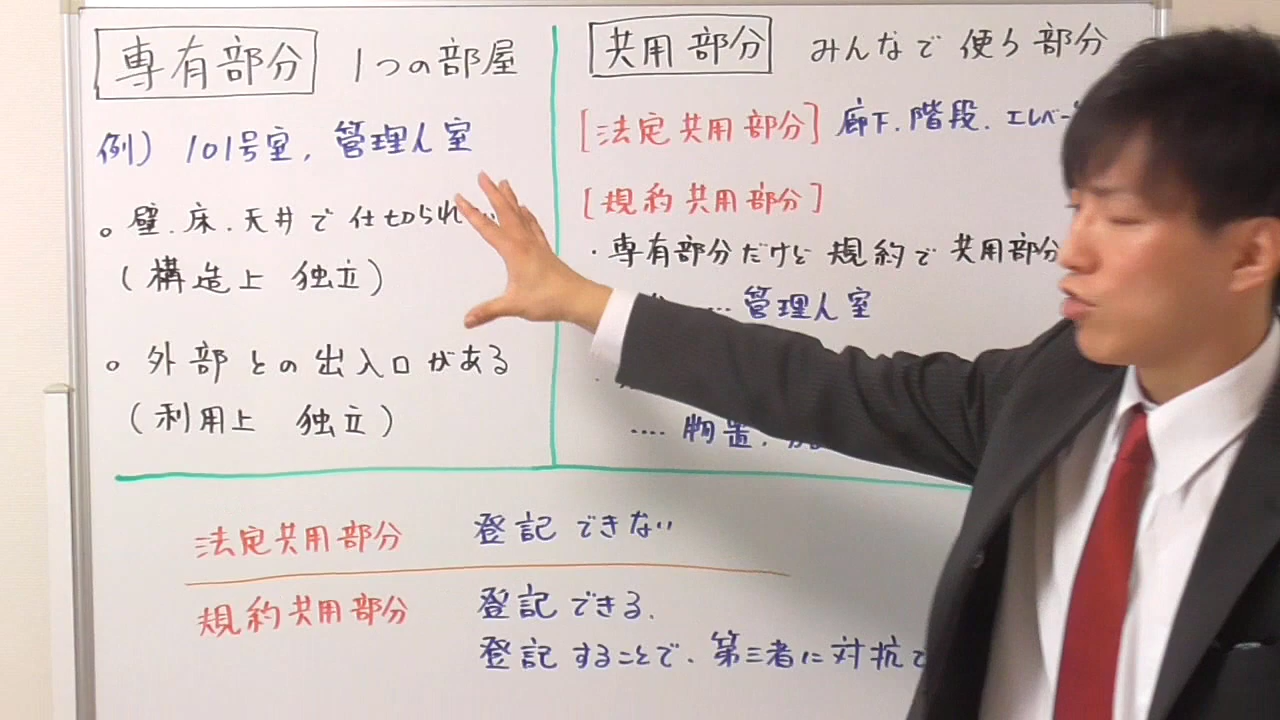 専有部分 1つの部屋
例) 101号室, 管理人室
。壁.床.天井で 仕切られ
(構造上 独立)
。外部との出入口がある
(利用上 独立)
共用部分 みんなで 使う 部分
[法定共用部分] 廊下.階段.エレベ
[規約共用部分]
・専有部分だけど 規約で 共用部分
… 管理人室
…. 物置.
法定共用部分 登記 できない
規約共用部分 登記 できる.
登記 することで. 第三者に 対抗